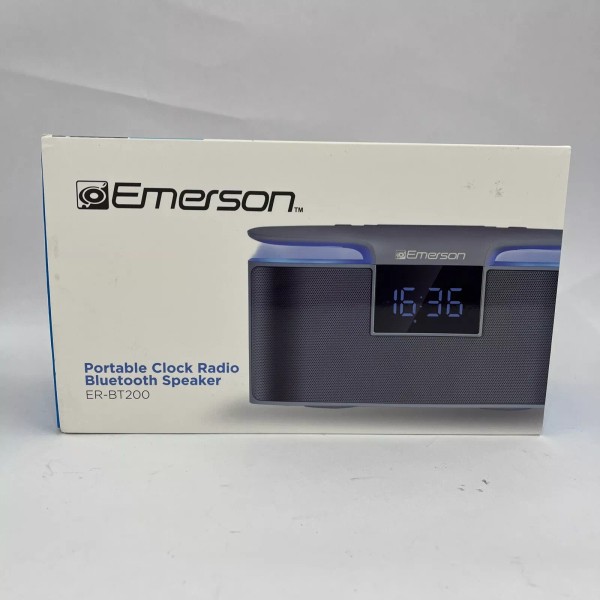 Emerson™
Emerson
16:36
Portable Clock Radio
Bluetooth Speaker
ER-BT200